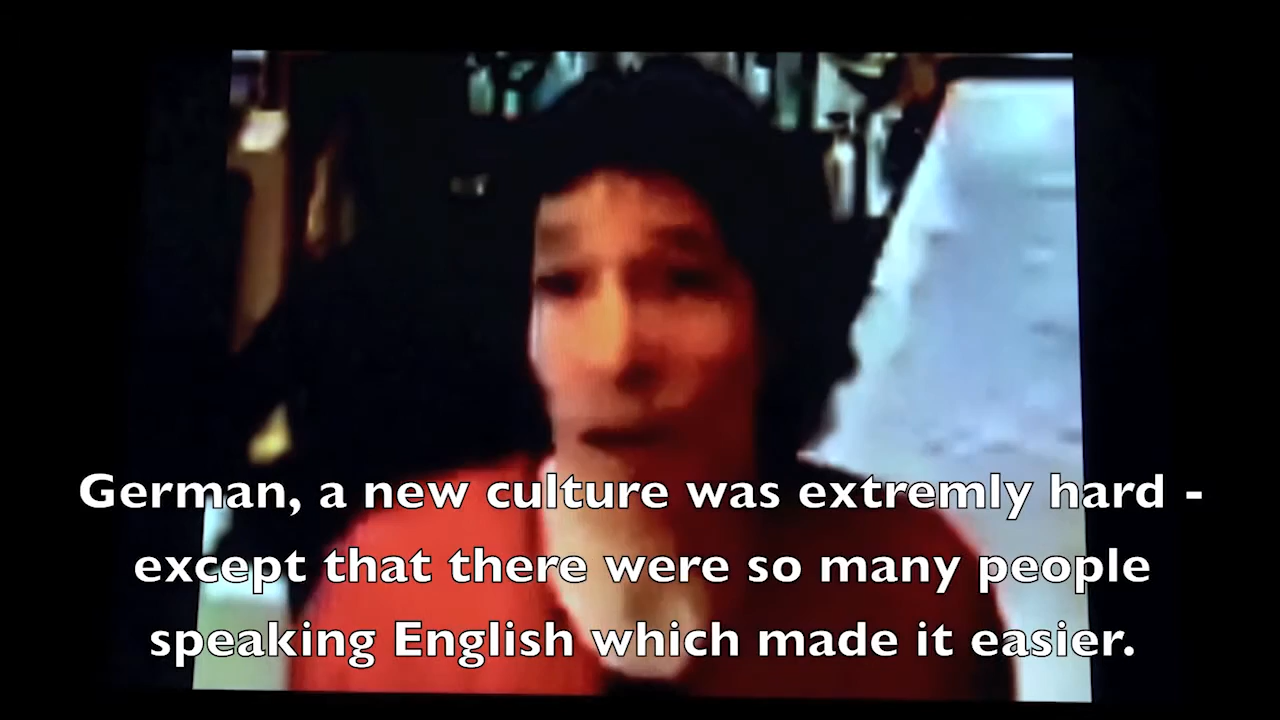 German, a new culture was extremly hard -
except that there were so many people
speaking English which made it easier.